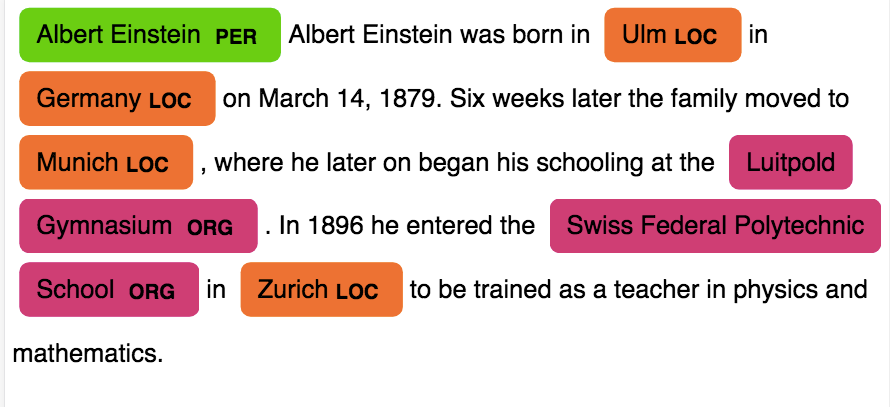 Albert Einstein PER Albert Einstein was born in Ulm LOC in
Germany LOC on March 14, 1879. Six weeks later the family moved to
Munich LOC , where he later on began his schooling at the Luitpold
Gymnasium ORG . In 1896 he entered the Swiss Federal Polytechnic
School ORG in Zurich LOC to be trained as a teacher in physics and
mathematics.